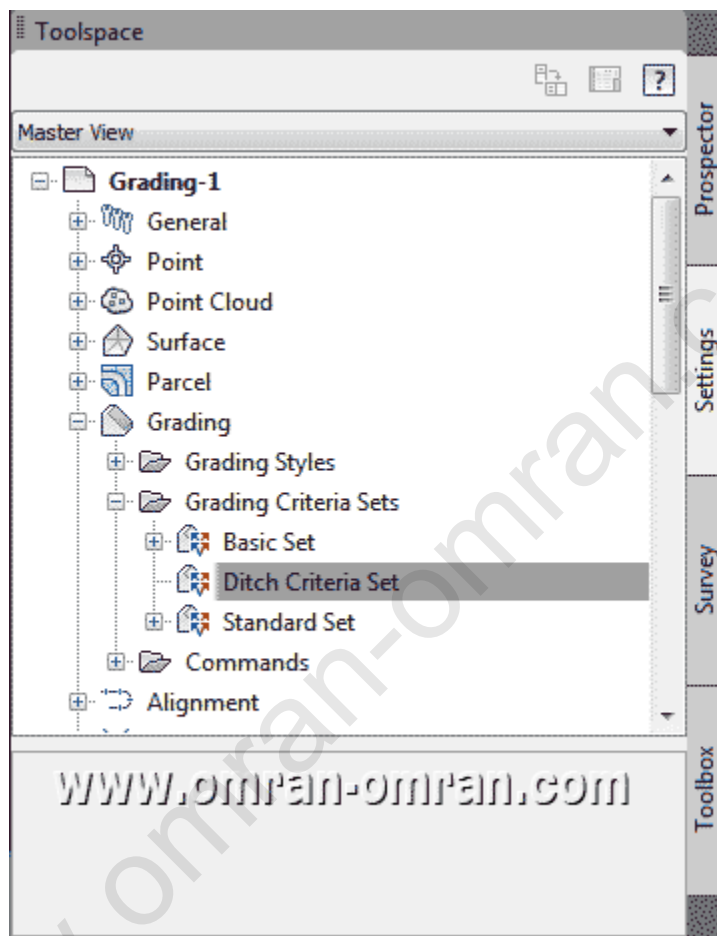 Toolspace
?
Master View
Grading-1
General
Point
Point Cloud
Surface
Parcel
Grading
Grading Styles
Grading Criteria Sets
Basic Set
Ditch Criteria Set
Standard Set
Commands
Alignment
Prospector
Settings
Survey
Toolbox
www.omran-omran.com